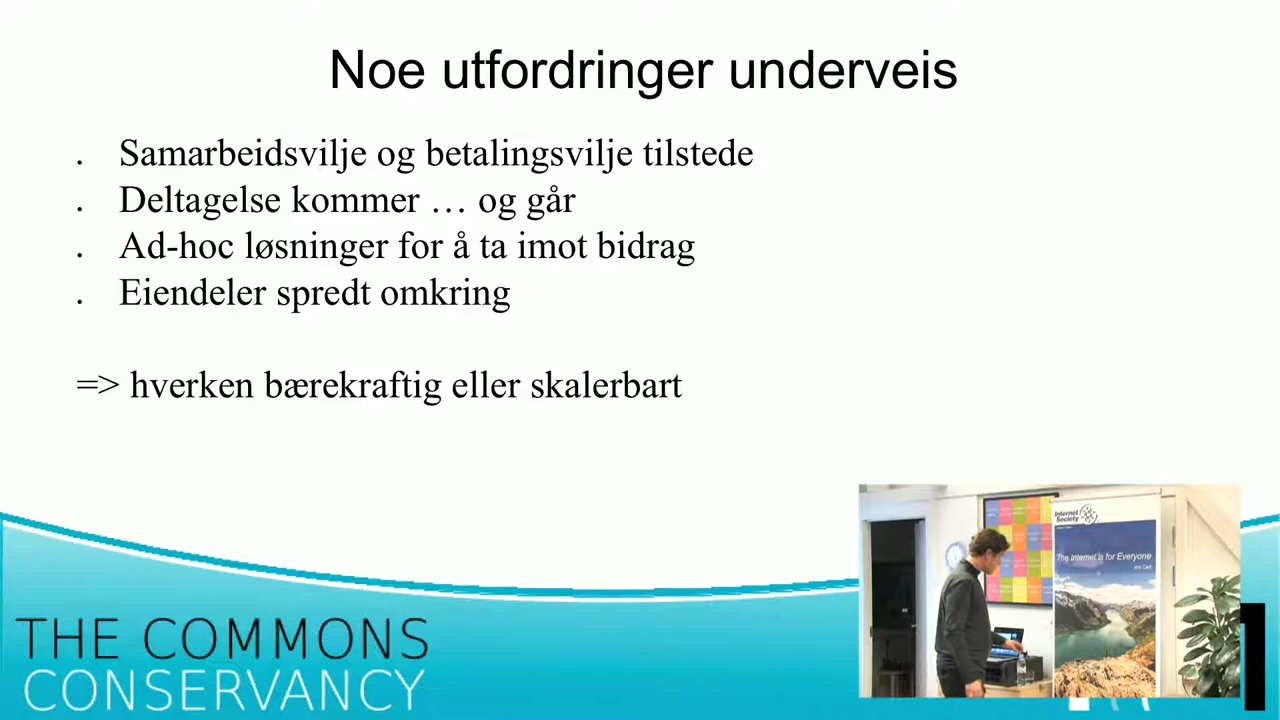 Noe utfordringer underveis
. Samarbeidsvilje og betalingsvilje tilstede
. Deltagelse kommer … og går
. Ad-hoc løsninger for å ta imot bidrag
. Eiendeler spredt omkring
=> hverken bærekraftig eller skalerbart
THE COMMONS
CONSERVANCY
Internet
Society
The Internet is for Everyone